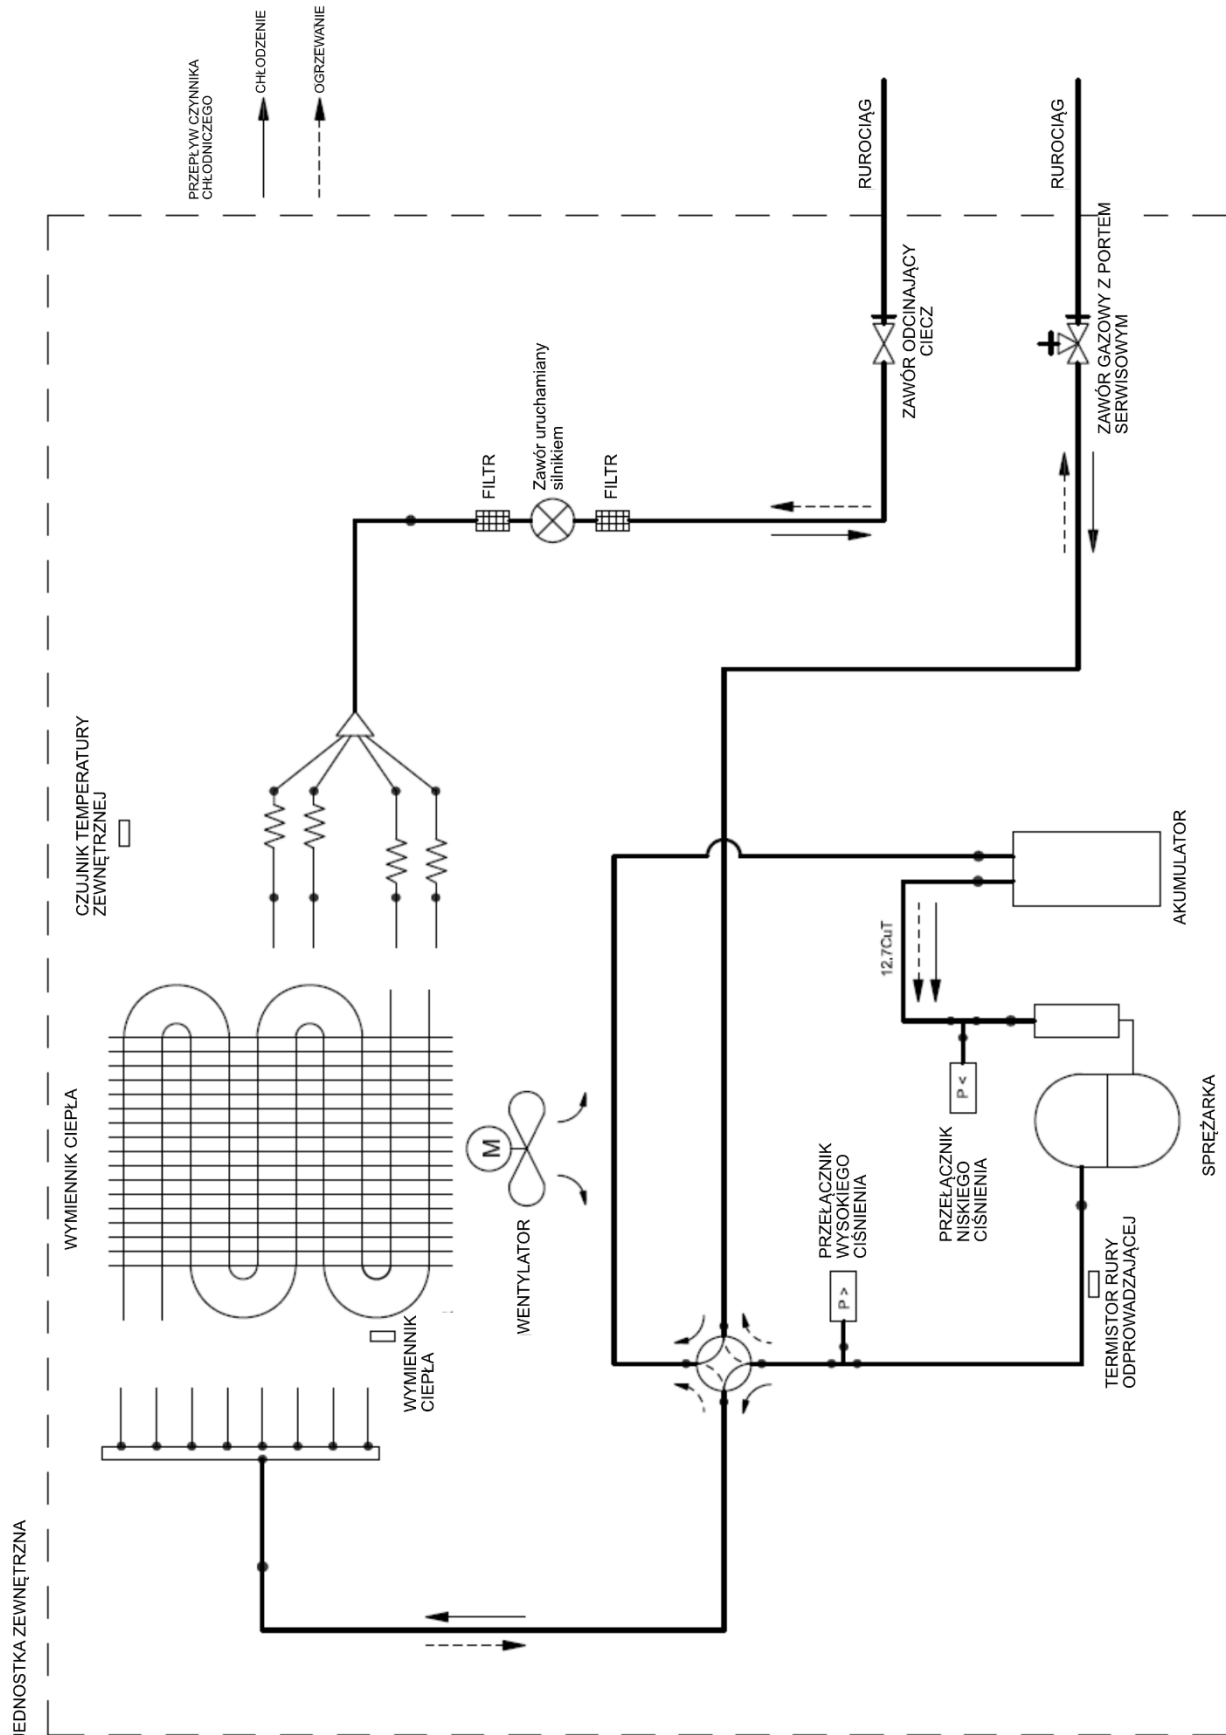 JEDNOSTKA ZEWNĘTRZNA
WYMIENNIK CIEPŁA
CZUJNIK TEMPERATURY
ZEWNĘTRZNEJ
PRZEPŁYW CZYNNIKA
CHŁODNICZEGO
CHŁODZENIE
OGRZEWANIE
WYMIENNIK
CIEPŁA
M
WENTYLATOR
FILTR
Zawór uruchamiany
silnikiem
FILTR
RUROCIĄG
ZAWÓR ODCINAJĄCY
CIECZ
RUROCIĄG
ZAWÓR GAZOWY Z PORTEM
SERWISOWYM
PRZEŁĄCZNIK
WYSOKIEGO
CIŚNIENIA
P >
12.7CuT
P <
PRZEŁĄCZNIK
NISKIEGO
CIŚNIENIA
AKUMULATOR
TERMISTOR RURY
ODPROWADZAJĄCEJ
SPRĘŻARKA